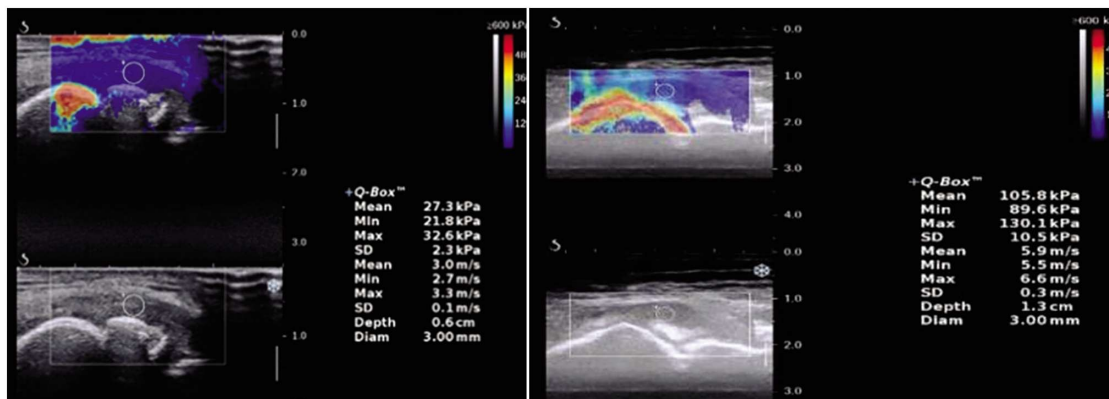 ≥600 kPa
48
36
24
12
0.0
- 1.0
- 2.0
3.0
- 1.0
+Q-Box™
Mean 27.3 kPa
Min 21.8 kPa
Max 32.6 kPa
SD 2.3 kPa
Mean 3.0 m/s
Min 2.7 m/s
Max 3.3 m/s
SD 0.1 m/s
Depth 0.6 cm
Diam 3.00 mm
- 0.0
- 1.0
- 2.0
- 3.0
- 4.0
- 0.0
- 1.0
- 2.0
- 3.0
+Q-Box™
Mean 105.8 kPa
Min 89.6 kPa
Max 130.1 kPa
SD 10.5 kPa
Mean 5.9 m/s
Min 5.5 m/s
Max 6.6 m/s
SD 0.3 m/s
Depth 1.3 cm
Diam 3.00 mm